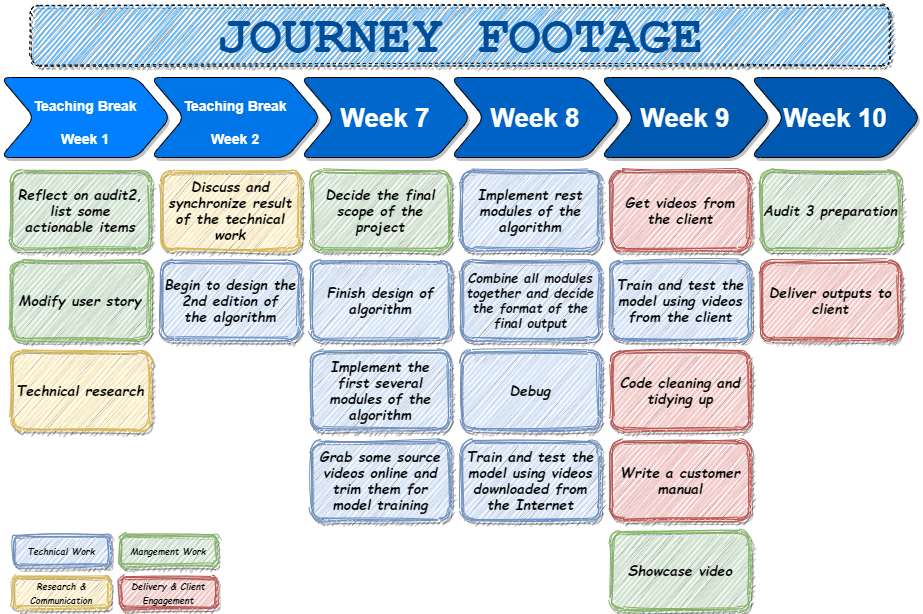 JOURNEY FOOTAGE
Teaching Break
Week 1
Teaching Break
Week 2
Week 7
Week 8
Week 9
Week 10
Reflect on audit2,
list some
actionable items
Discuss and
synchronize result
of the technical
work
Decide the final
scope of the
project
Implement rest
modules of the
algorithm
Get videos from
the client
Audit 3 preparation
Modify user story
Begin to design the
2nd edition of
the algorithm
Finish design of
algorithm
Combine all modules
together and decide
the format of the
final output
Train and test the
model using videos
from the client
Deliver outputs to
client
Technical research
Implement the
first several
modules of the
algorithm
Debug
Code cleaning and
tidying up
Grab some source
videos online and
trim them for
model training
Train and test the
model using videos
downloaded from
the Internet
Write a customer
manual
Showcase video
Technical Work
Mangement Work
Research &
Communication
Delivery & Client
Engagement